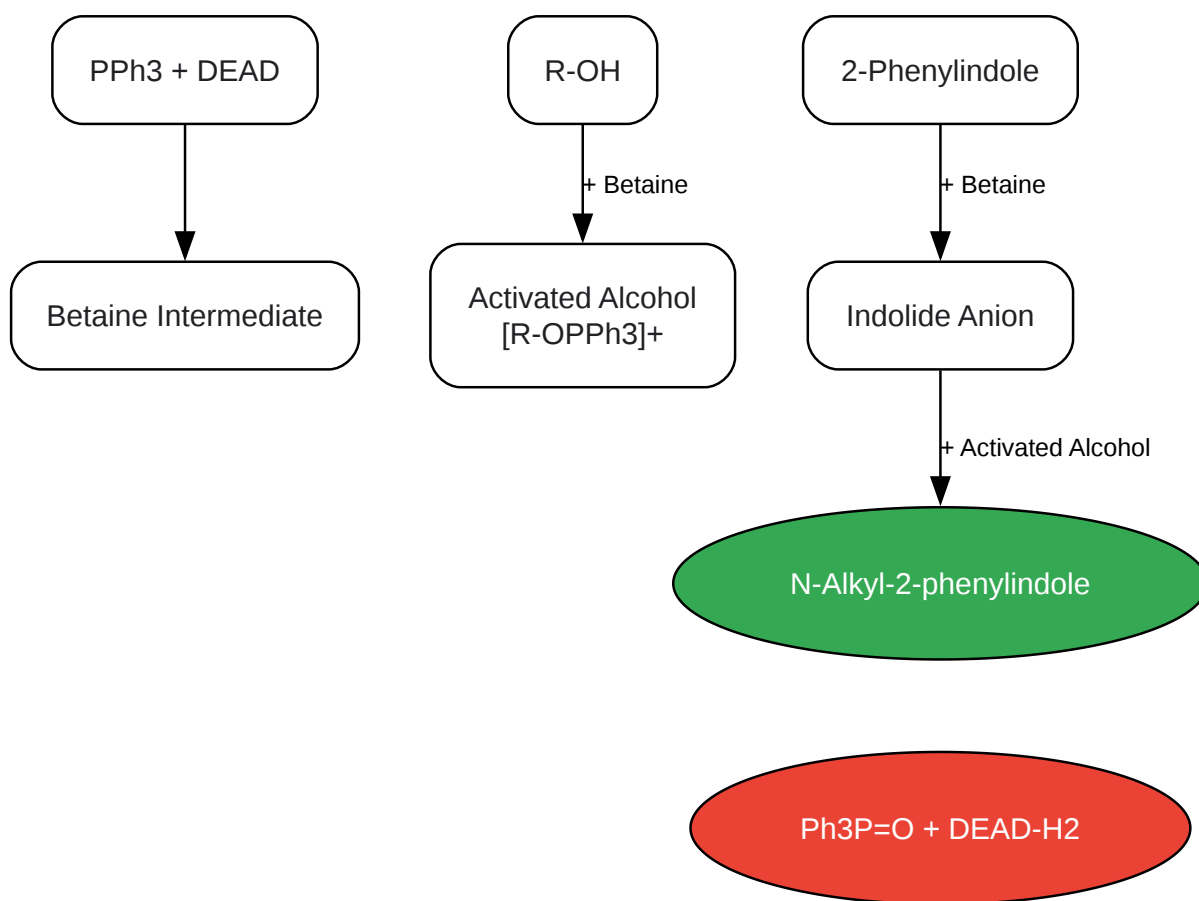 PPh3 + DEAD
R-OH
2-Phenylindole
+ Betaine
+ Betaine
Betaine Intermediate
Activated Alcohol
[R-OPPh3]+
Indolide Anion
+ Activated Alcohol
N-Alkyl-2-phenylindole
Ph3P=O + DEAD-H2